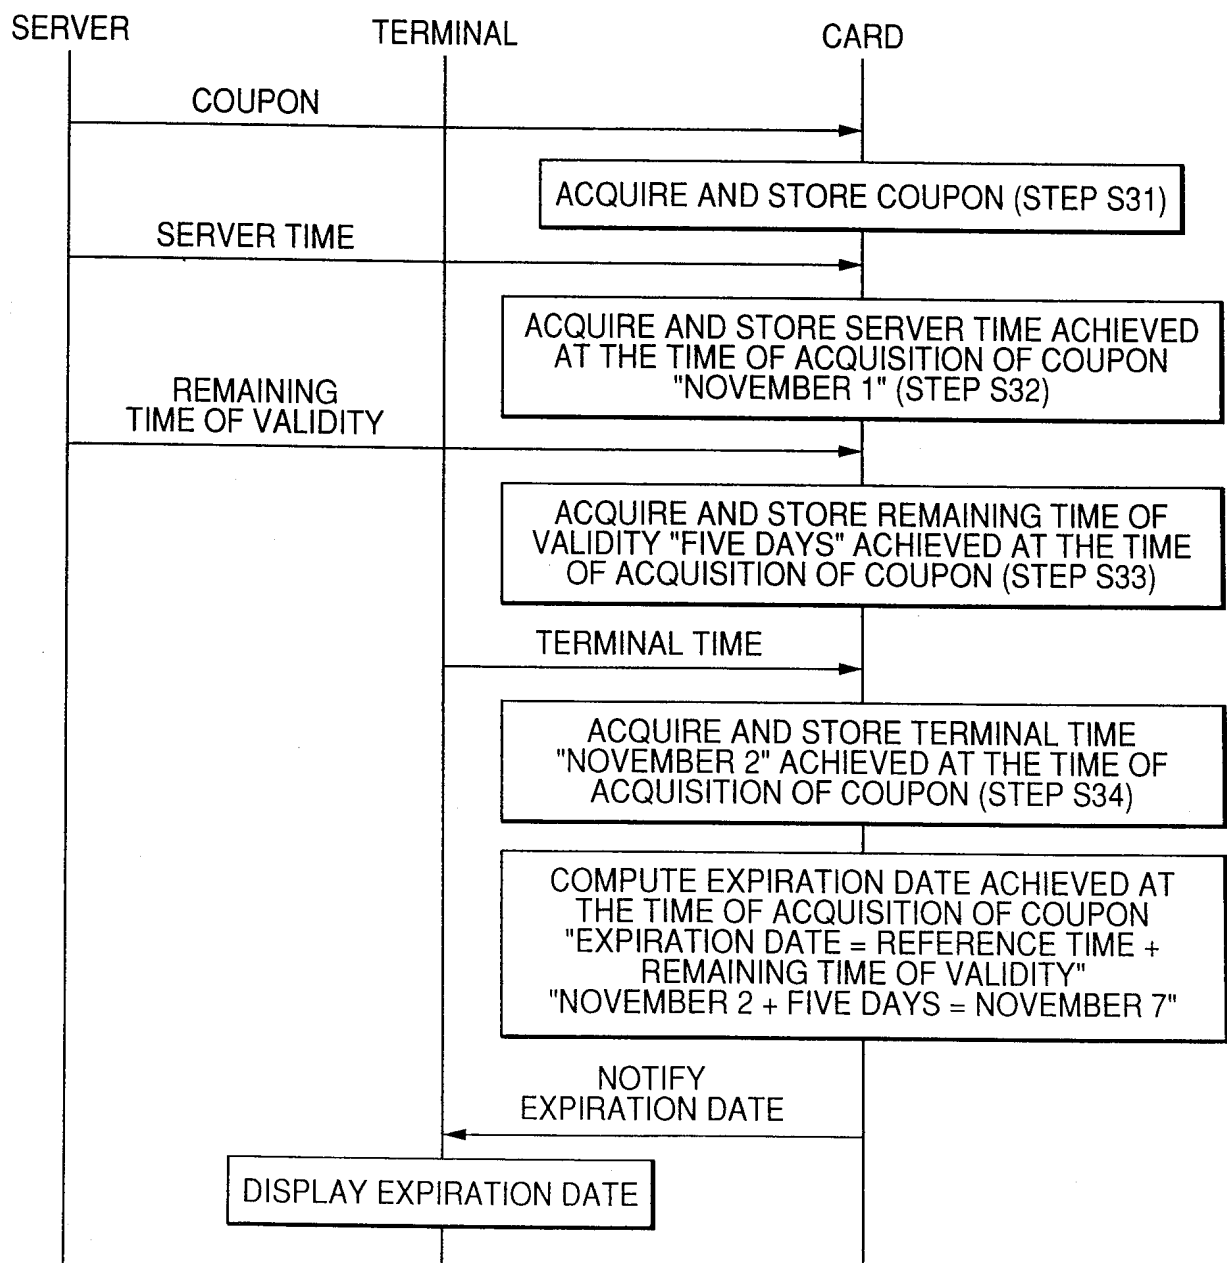 SERVER
TERMINAL
CARD
COUPON
ACQUIRE AND STORE COUPON (STEP S31)
SERVER TIME
ACQUIRE AND STORE SERVER TIME ACHIEVED
AT THE TIME OF ACQUISITION OF COUPON
"NOVEMBER 1" (STEP S32)
REMAINING
TIME OF VALIDITY
ACQUIRE AND STORE REMAINING TIME OF
VALIDITY "FIVE DAYS" ACHIEVED AT THE TIME
OF ACQUISITION OF COUPON (STEP S33)
TERMINAL TIME
ACQUIRE AND STORE TERMINAL TIME
"NOVEMBER 2" ACHIEVED AT THE TIME OF
ACQUISITION OF COUPON (STEP S34)
COMPUTE EXPIRATION DATE ACHIEVED AT
THE TIME OF ACQUISITION OF COUPON
"EXPIRATION DATE = REFERENCE TIME +
REMAINING TIME OF VALIDITY"
"NOVEMBER 2 + FIVE DAYS = NOVEMBER 7"
NOTIFY
EXPIRATION DATE
DISPLAY EXPIRATION DATE